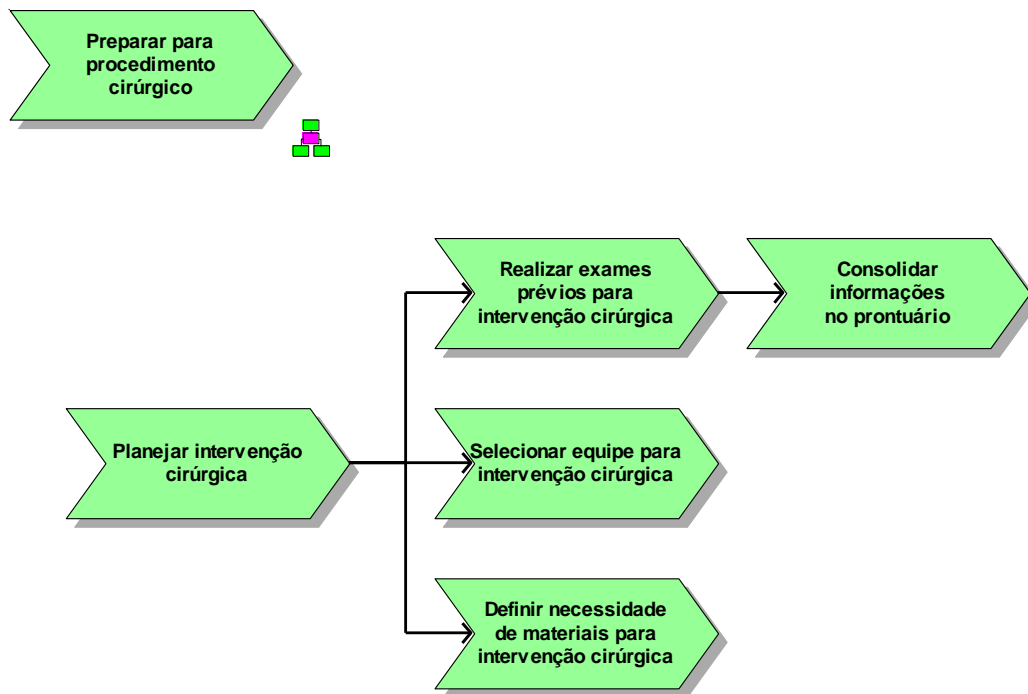 Preparar para
procedimento
cirúrgico
Realizar exames
prévios para
intervenção cirúrgica
Consolidar
informações
no prontuário
Planejar intervenção
cirúrgica
Selecionar equipe para
intervenção cirúrgica
Definir necessidade
de materiais para
intervenção cirúrgica